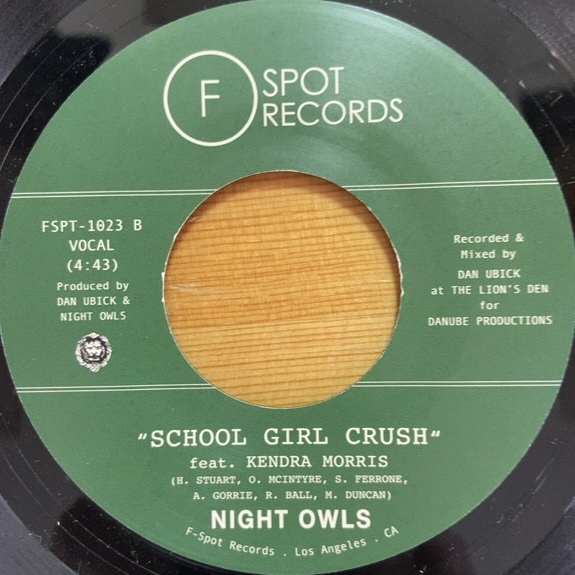 F
SPOT
RECORDS
FSPT-1023 B
VOCAL
(4:43)
Produced by
DAN UBICK &
NIGHT OWLS
Recorded &
Mixed by
DAN UBICK
at THE LION'S DEN
for
DANUBE PRODUCTIONS
"SCHOOL GIRL CRUSH"
feat. KENDRA MORRIS
(H. STUART, O. MCINTYRE, S. FERRONE,
A. GORRIE, R. BALL, M. DUNCAN)
NIGHT OWLS
F-Spot Records . Los Angeles . CA